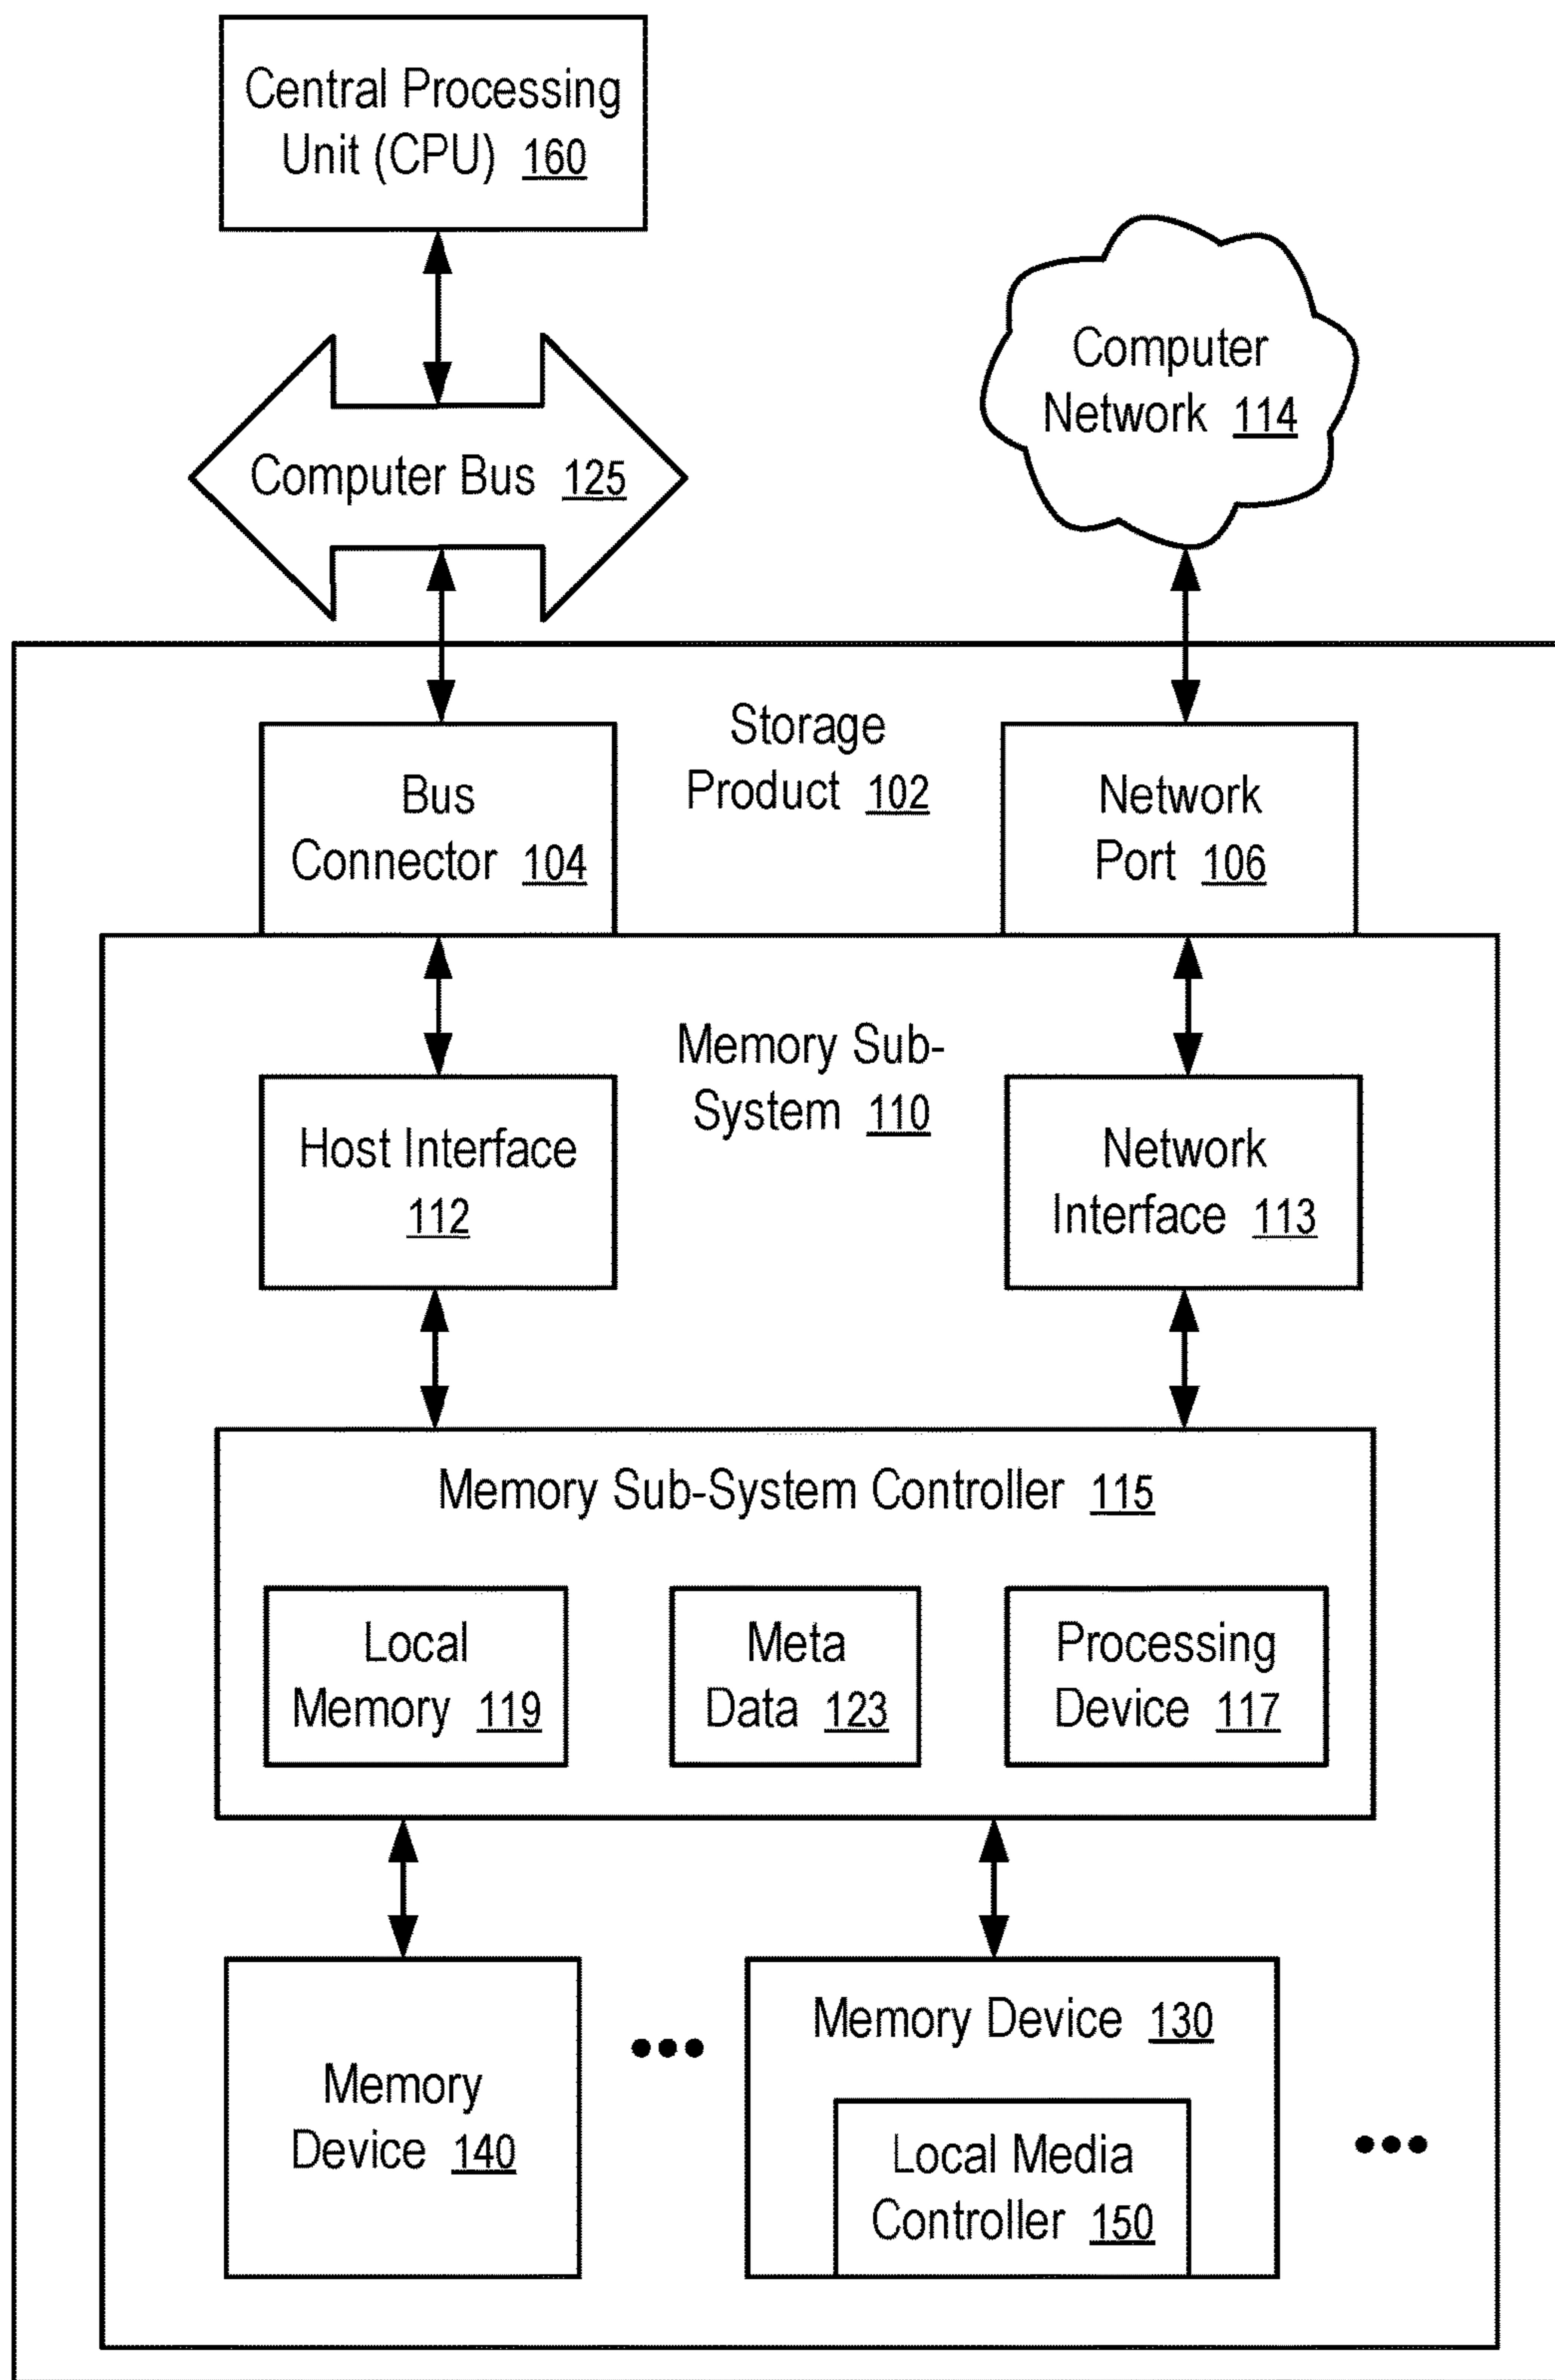 Central Processing
Unit (CPU) 160
Computer
Network 114
Computer Bus 125
Storage
Product 102
Bus
Connector 104
Network
Port 106
Memory Sub-
System 110
Host Interface
112
Network
Interface 113
Memory Sub-System Controller 115
Local
Memory 119
Meta
Data 123
Processing
Device 117
Memory
Device 140
Memory Device 130
Local Media
Controller 150